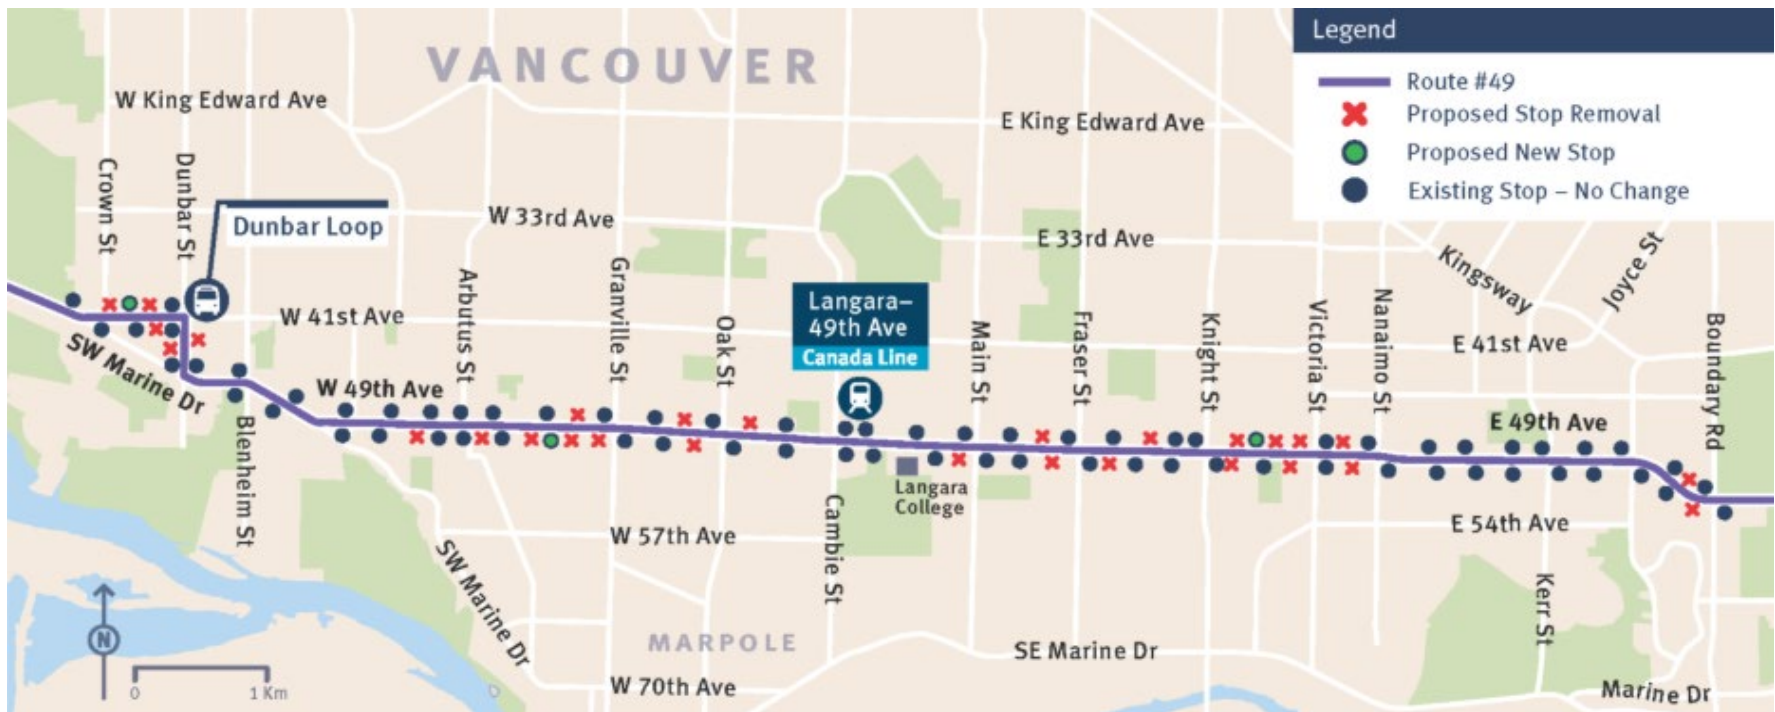 VANCOUVER
Legend
Route #49
Proposed Stop Removal
Proposed New Stop
Existing Stop – No Change
W King Edward Ave
E King Edward Ave
Crown St
Dunbar St
Dunbar Loop
W 33rd Ave
E 33rd Ave
Kingsway
Joyce St
Arbutus St
Granville St
Oak St
Langara–
49th Ave
Canada Line
Main St
Fraser St
Knight St
Victoria St
Nanaimo St
Boundary Rd
W 41st Ave
E 41st Ave
SW Marine Dr
W 49th Ave
E 49th Ave
Blenheim St
Langara
College
Cambie St
W 57th Ave
E 54th Ave
SW Marine Dr
Kerr St
N
MARPOLE
SE Marine Dr
W 70th Ave
Marine Dr
0
1 Km